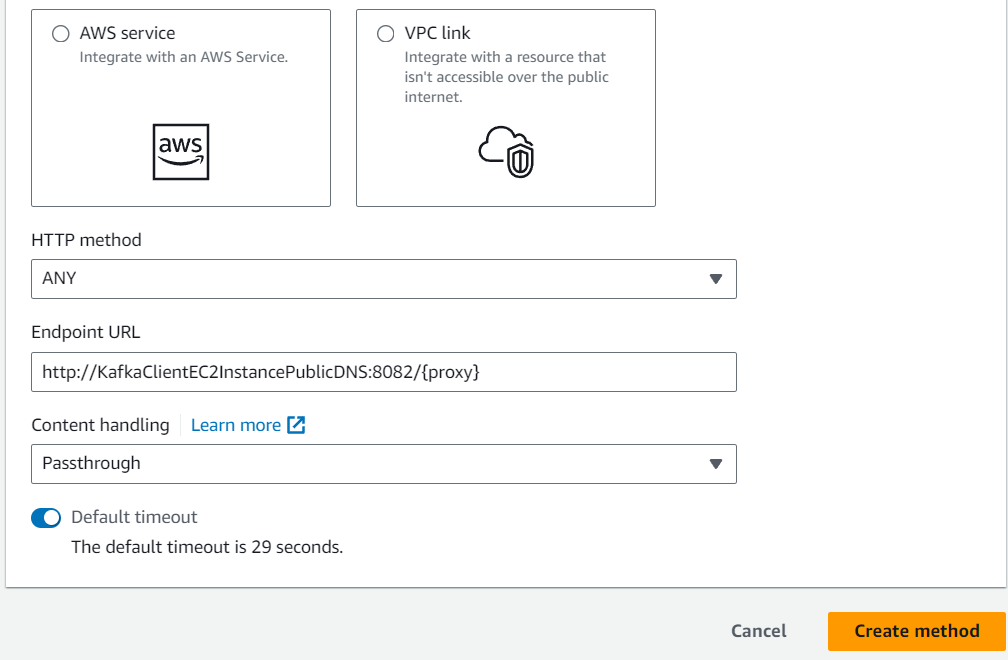 AWS service
Integrate with an AWS Service.
aws
VPC link
Integrate with a resource that
isn't accessible over the public
internet.
HTTP method
ANY
Endpoint URL
http://KafkaClientEC2InstancePublicDNS:8082/{proxy}
Content handling Learn more
Passthrough
Default timeout
The default timeout is 29 seconds.
Cancel Create method